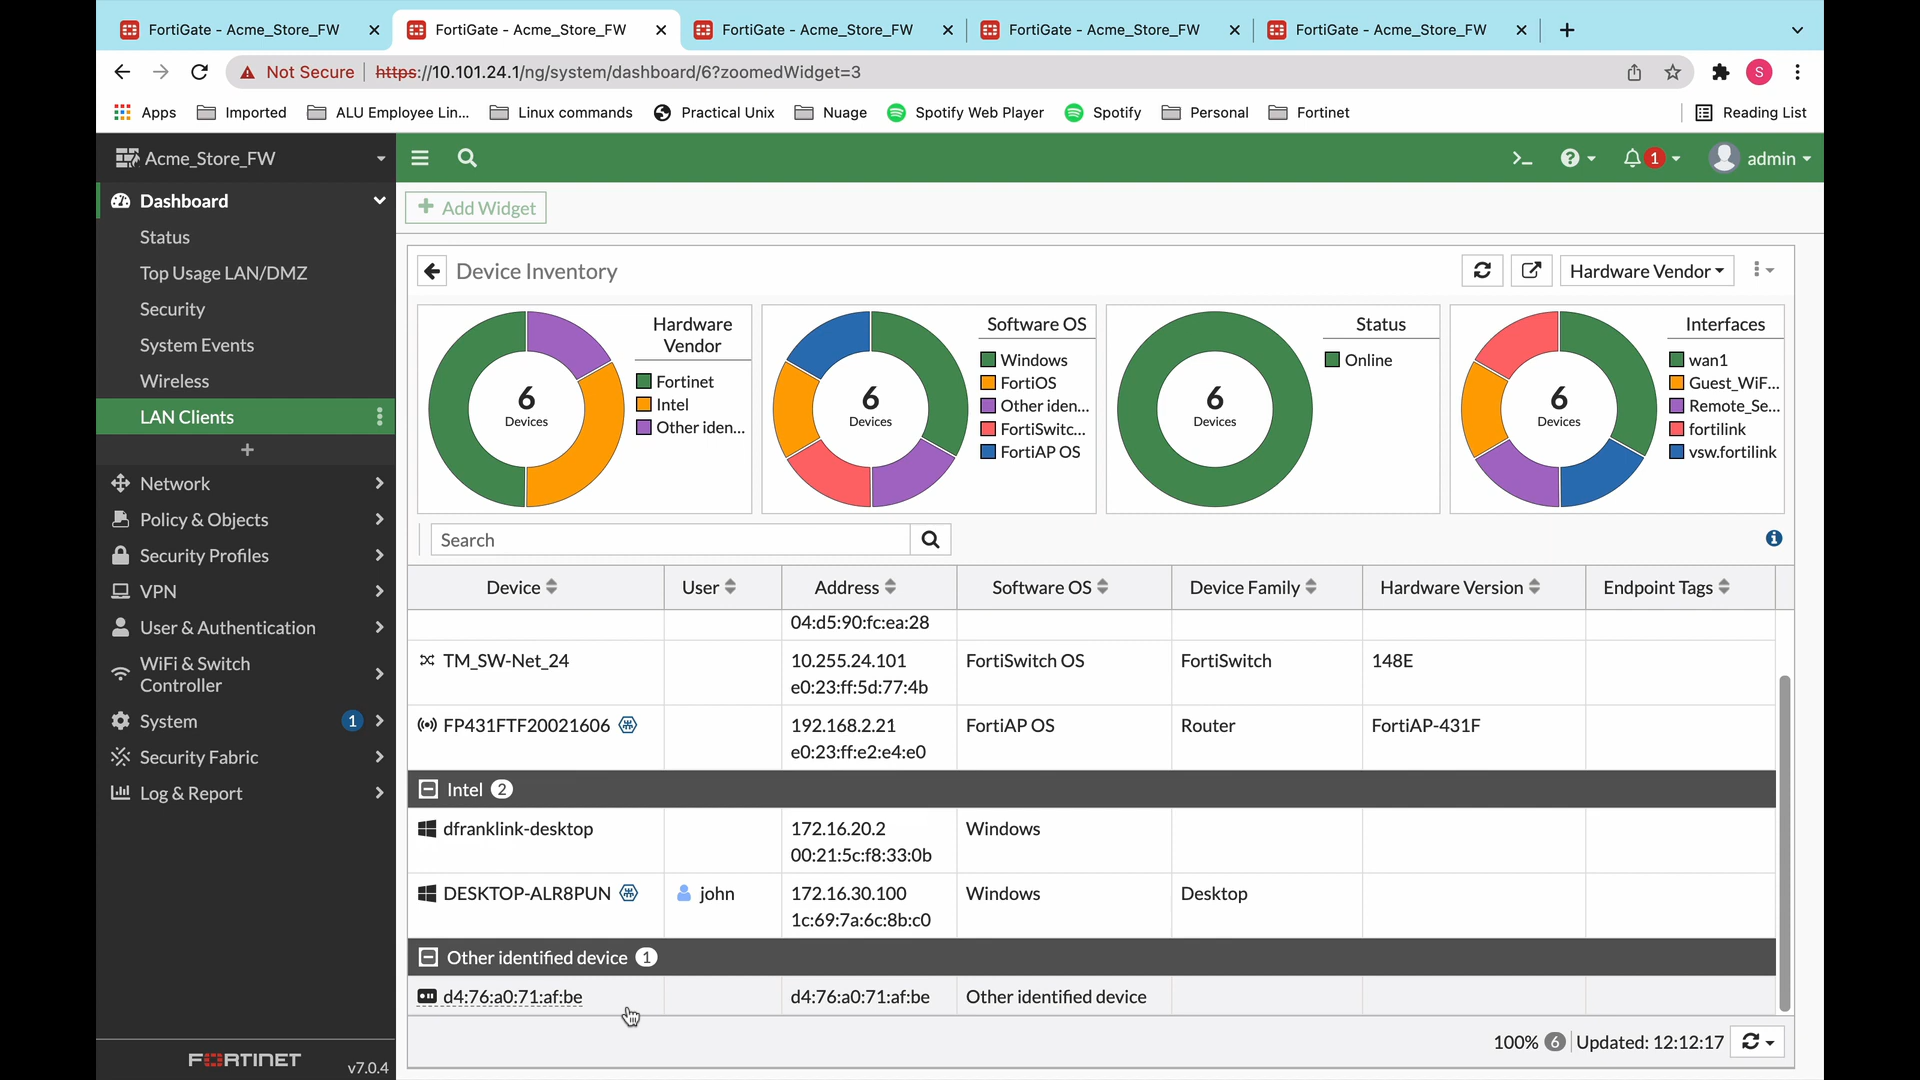 FortiGate - Acme_Store_FW
FortiGate - Acme_Store_FW
FortiGate - Acme_Store_FW
FortiGate - Acme_Store_FW
FortiGate - Acme_Store_FW
Not Secure | https://10.101.24.1/ng/system/dashboard/6?zoomedWidget=3
S
Apps Imported ALU Employee Lin... Linux commands Practical Unix Nuage Spotify Web Player Spotify Personal Fortinet Reading List
Acme_Store_FW
Dashboard
Status
Top Usage LAN/DMZ
Security
System Events
Wireless
LAN Clients
Network
Policy & Objects
Security Profiles
VPN
User & Authentication
WiFi & Switch
Controller
System 1
Security Fabric
Log & Report
FORTINET
v7.0.4
1 admin
Add Widget
Device Inventory
Hardware Vendor
6
Devices
Hardware
Vendor
Fortinet
Intel
Other iden...
6
Devices
Software OS
Windows
FortiOS
Other iden...
FortiSwitc...
FortiAP OS
6
Devices
Status
Online
6
Devices
Interfaces
wan1
Guest_WiF...
Remote_Se...
fortilink
vsw.fortilink
Search
Device User Address Software OS Device Family Hardware Version Endpoint Tags
04:d5:90:fc:ea:28
TM_SW-Net_24 10.255.24.101 FortiSwitch OS FortiSwitch 148E
e0:23:ff:5d:77:4b
FP431FTF20021606 192.168.2.21 FortiAP OS Router FortiAP-431F
e0:23:ff:e2:e4:e0
Intel 2
dfranklink-desktop 172.16.20.2 Windows
00:21:5c:f8:33:0b
DESKTOP-ALR8PUN john 172.16.30.100 Windows Desktop
1c:69:7a:6c:8b:c0
Other identified device 1
d4:76:a0:71:af:be d4:76:a0:71:af:be Other identified device
100% 6 Updated: 12:12:17